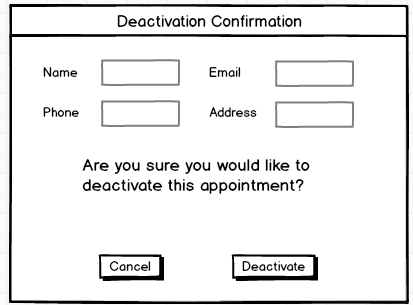 Deactivation Confirmation
Name Email
Phone Address
Are you sure you would like to
deactivate this appointment?
Cancel Deactivate